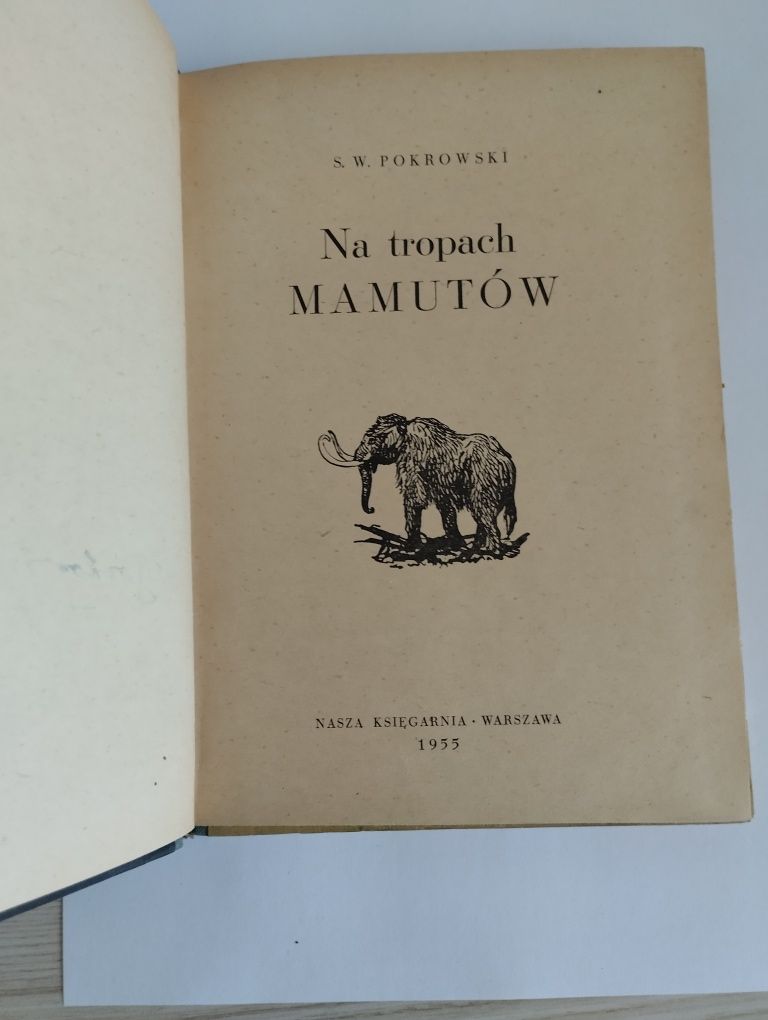 S. W. POKROWSKI
Na tropach
MAMUTÓW
NASZA KSIĘGARNIA · WARSZAWA
1955